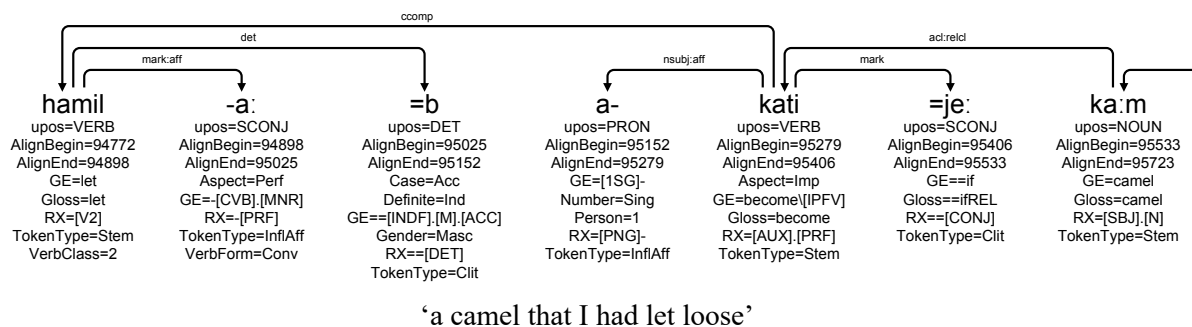 ccomp
det
acl:relcl
mark:aff
nsubj:aff
mark
hamil -aː =b a- kati =jeː kaːm
upos=VERB upos=SCONJ upos=DET upos=PRON upos=VERB upos=SCONJ upos=NOUN
AlignBegin=94772 AlignBegin=94898 AlignBegin=95025 AlignBegin=95152 AlignBegin=95279 AlignBegin=95406 AlignBegin=95533
AlignEnd=94898 AlignEnd=95025 AlignEnd=95152 AlignEnd=95279 AlignEnd=95406 AlignEnd=95533 AlignEnd=95723
GE=let Aspect=Perf Case=Acc GE=[1SG]- Aspect=Imp GE==if GE=camel
Gloss=let GE=-[CVB].[MNR] Definite=Ind Number=Sing GE=become\[IPFV] Gloss==ifREL Gloss=camel
RX=[V2] RX=-[PRF] GE==[INDF].[M].[ACC] Person=1 Gloss=become RX==[CONJ] RX=[SBJ].[N]
TokenType=Stem TokenType=InflAff Gender=Masc RX=[PNG]- RX=[AUX].[PRF] TokenType=Clit TokenType=Stem
VerbClass=2 VerbForm=Conv RX==[DET] TokenType=InflAff TokenType=Stem
TokenType=Clit
‘a camel that I had let loose’